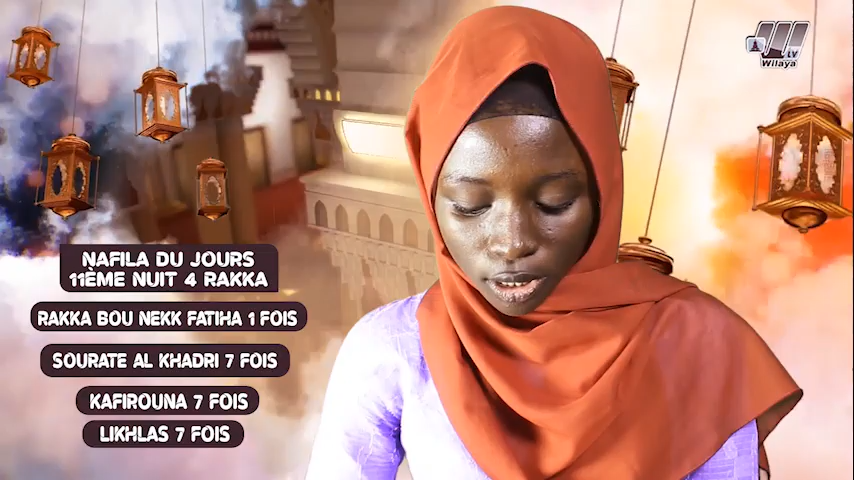 W TV
Wilaya
NAFILA DU JOURS
11ÈME NUIT 4 RAKKA
RAKKA BOU NEKK FATIHA 1 FOIS
SOURATE AL KHADRI 7 FOIS
KAFIROUNA 7 FOIS
LIKHLAS 7 FOIS